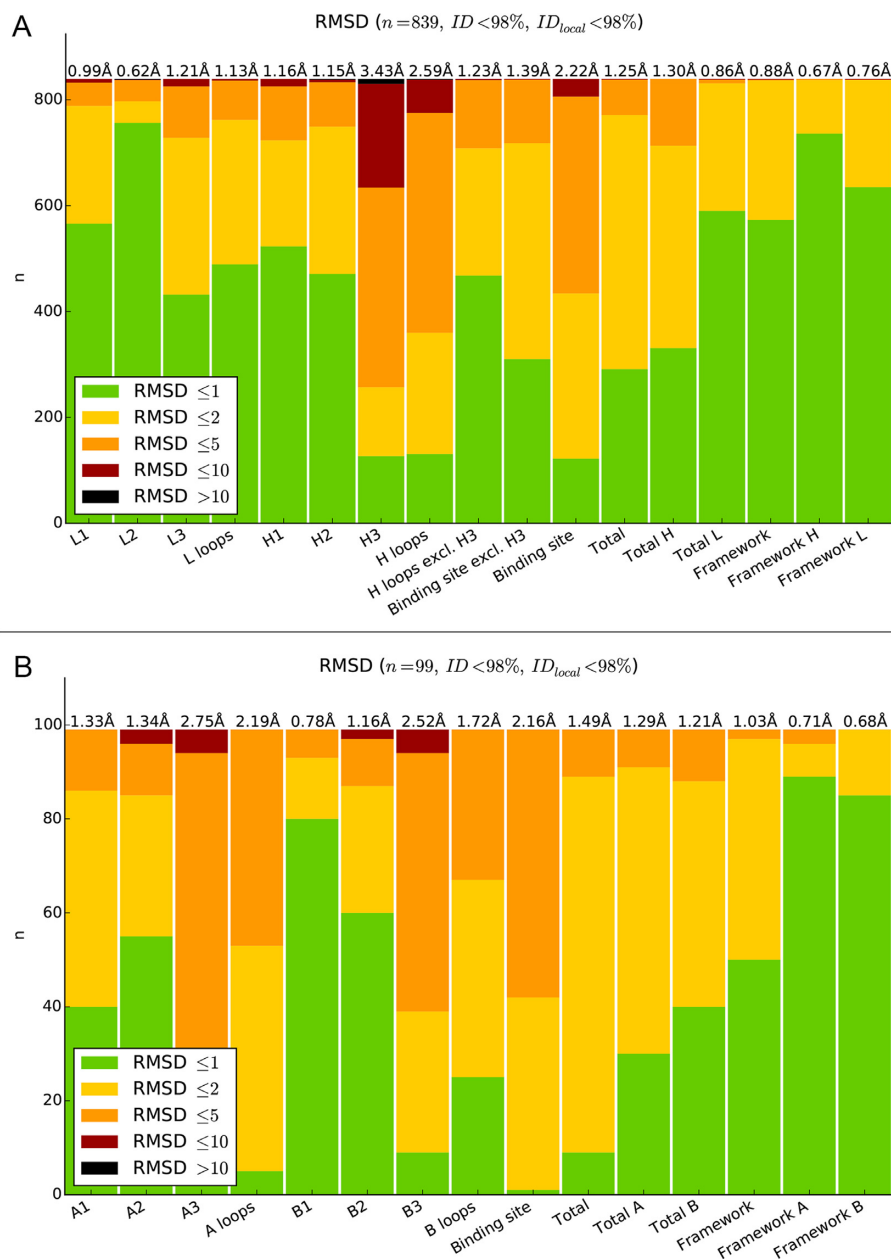 A
RMSD (n=839, ID<98%, ID_local<98%)
0.99Å 0.62Å 1.21Å 1.13Å 1.16Å 1.15Å 3.43Å 2.59Å 1.23Å 1.39Å 2.22Å 1.25Å 1.30Å 0.86Å 0.88Å 0.67Å 0.76Å
800
600
400
200
0
n
RMSD ≤1
RMSD ≤2
RMSD ≤5
RMSD ≤10
RMSD >10
L1
L2
L3
L loops
H1
H2
H3
H loops
H loops excl. H3
Binding site excl. H3
Binding site
Total
Total H
Total L
Framework
Framework H
Framework L
B
RMSD (n=99, ID<98%, ID_local<98%)
1.33Å 1.34Å 2.75Å 2.19Å 0.78Å 1.16Å 2.52Å 1.72Å 2.16Å 1.49Å 1.29Å 1.21Å 1.03Å 0.71Å 0.68Å
100
80
60
40
20
0
n
RMSD ≤1
RMSD ≤2
RMSD ≤5
RMSD ≤10
RMSD >10
A1
A2
A3
A loops
B1
B2
B3
B loops
Binding site
Total
Total A
Total B
Framework
Framework A
Framework B